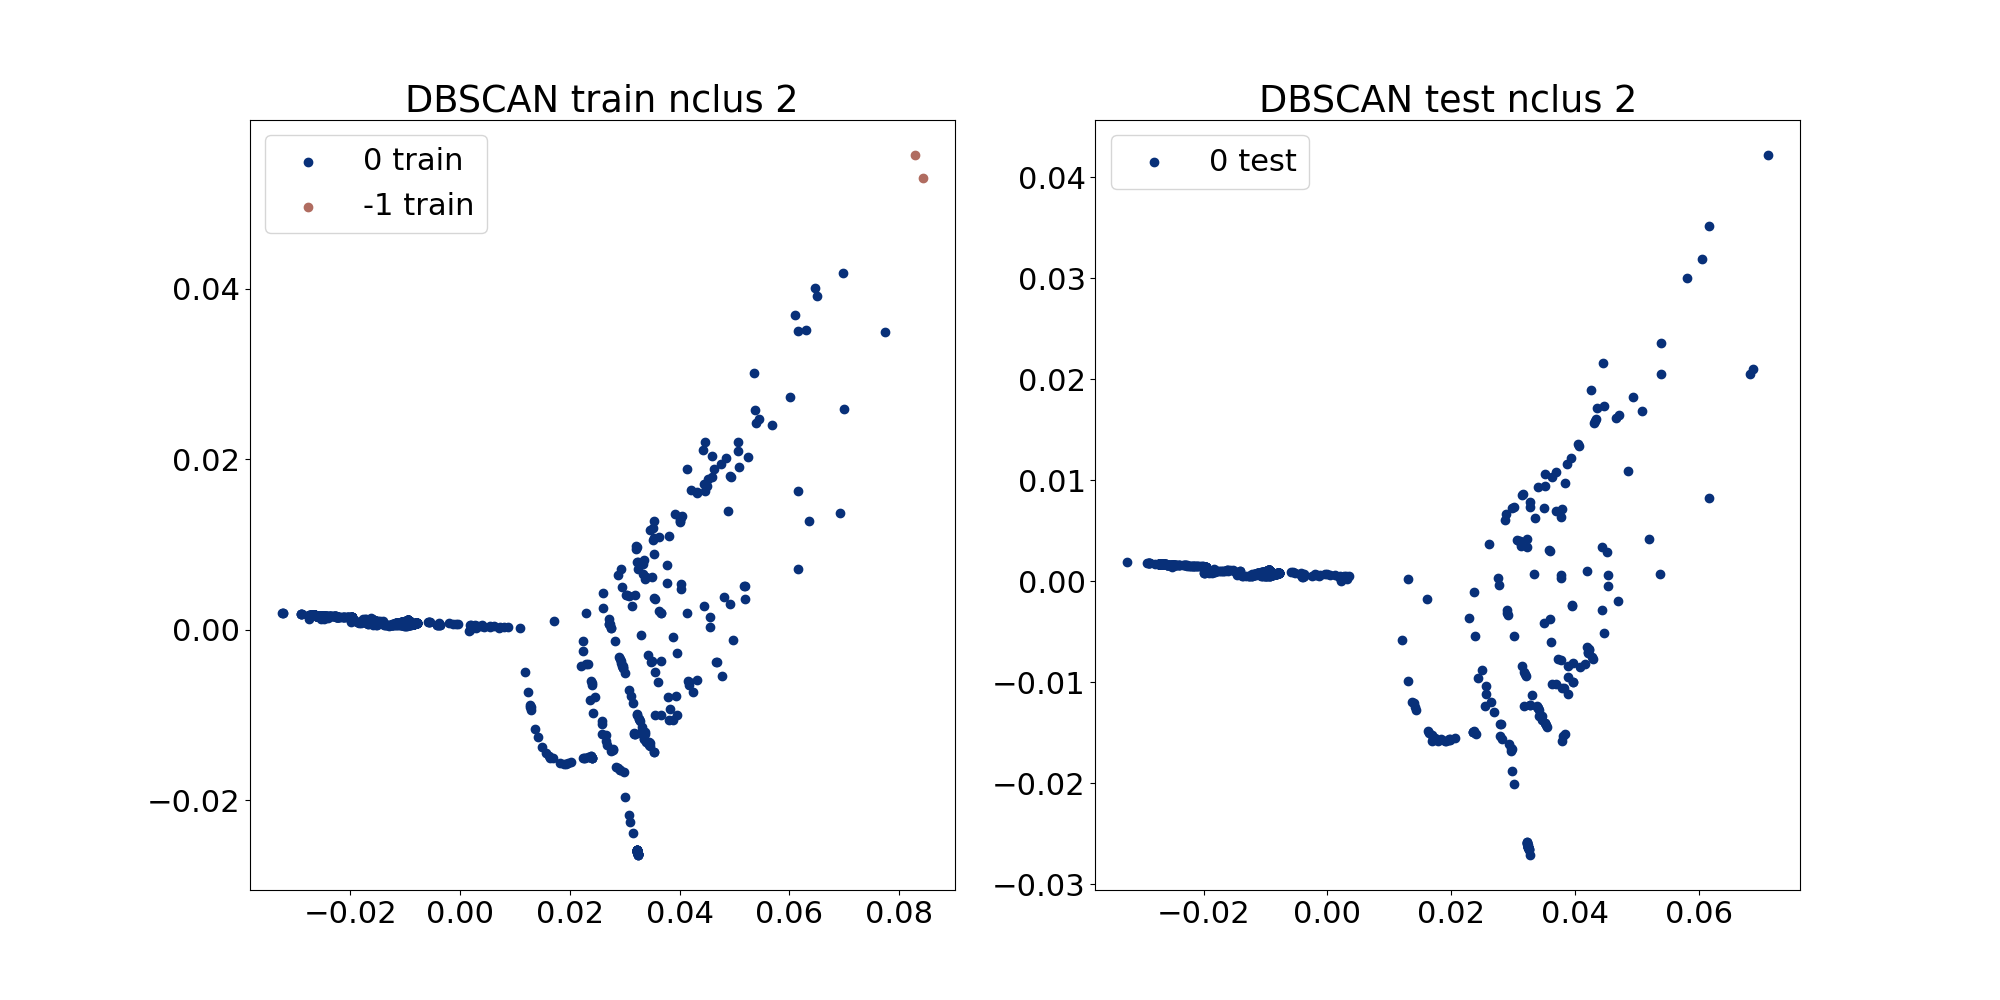 DBSCAN train nclus 2
0 train
-1 train
0.04
0.02
0.00
−0.02
−0.02 0.00 0.02 0.04 0.06 0.08
DBSCAN test nclus 2
0 test
0.04
0.03
0.02
0.01
0.00
−0.01
−0.02
−0.03
−0.02 0.00 0.02 0.04 0.06